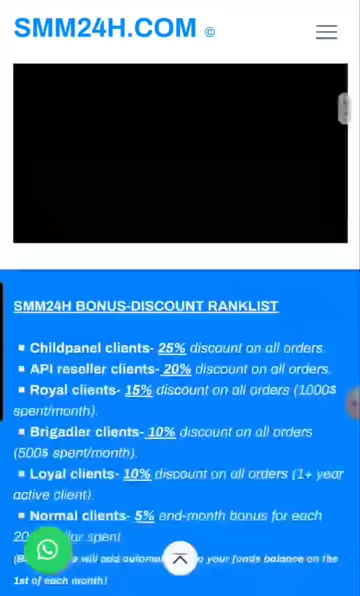 SMM24H.COM ©
SMM24H BONUS-DISCOUNT RANKLIST
▪ Childpanel clients- 25% discount on all orders.
▪ API reseller clients- 20% discount on all orders.
▪ Royal clients- 15% discount on all orders (1000$
spent/month).
▪ Brigadier clients- 10% discount on all orders
(500$ spent/month).
▪ Loyal clients- 10% discount on all orders (1+ year
active client).
▪ Normal clients- 5% end-month bonus for each
spent
will add your funds balance on the
1st of each month)